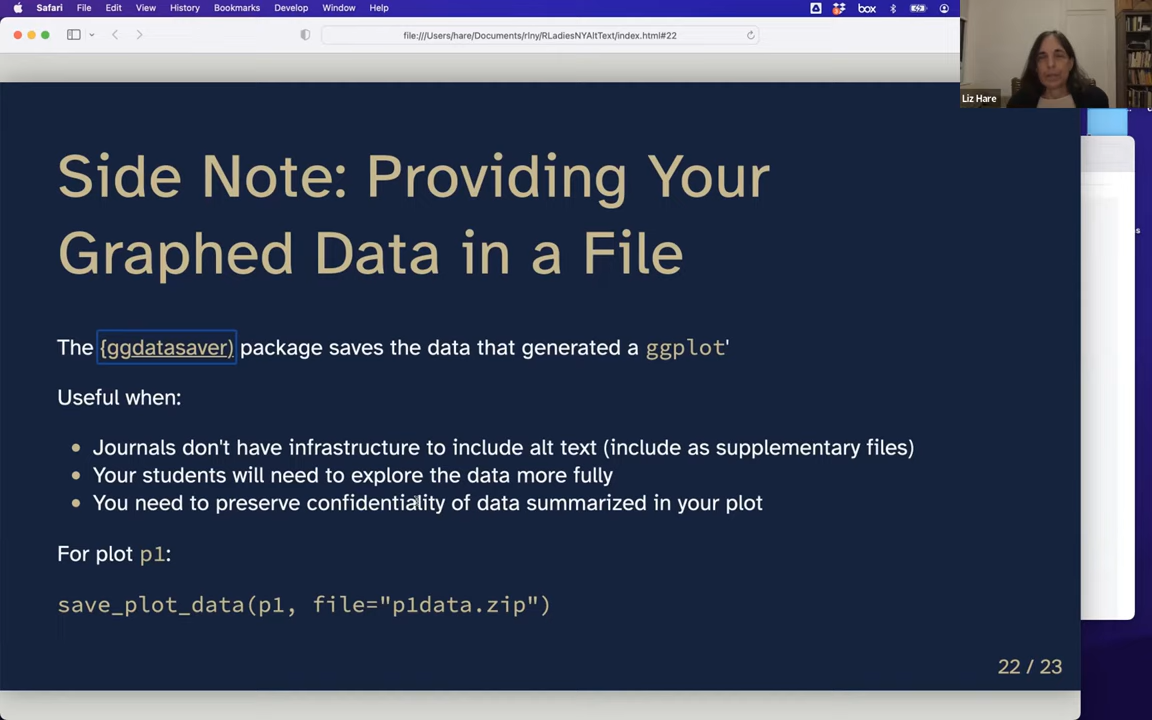 Safari File Edit View History Bookmarks Develop Window Help
box
file:///Users/hare/Documents/rlny/RLadiesNYAltText/index.html#22
Liz Hare
Side Note: Providing Your
Graphed Data in a File
The {ggdatasaver) package saves the data that generated a ggplot'
Useful when:
• Journals don't have infrastructure to include alt text (include as supplementary files)
• Your students will need to explore the data more fully
• You need to preserve confidentiality of data summarized in your plot
For plot p1:
save_plot_data(p1, file="p1data.zip")
22 / 23